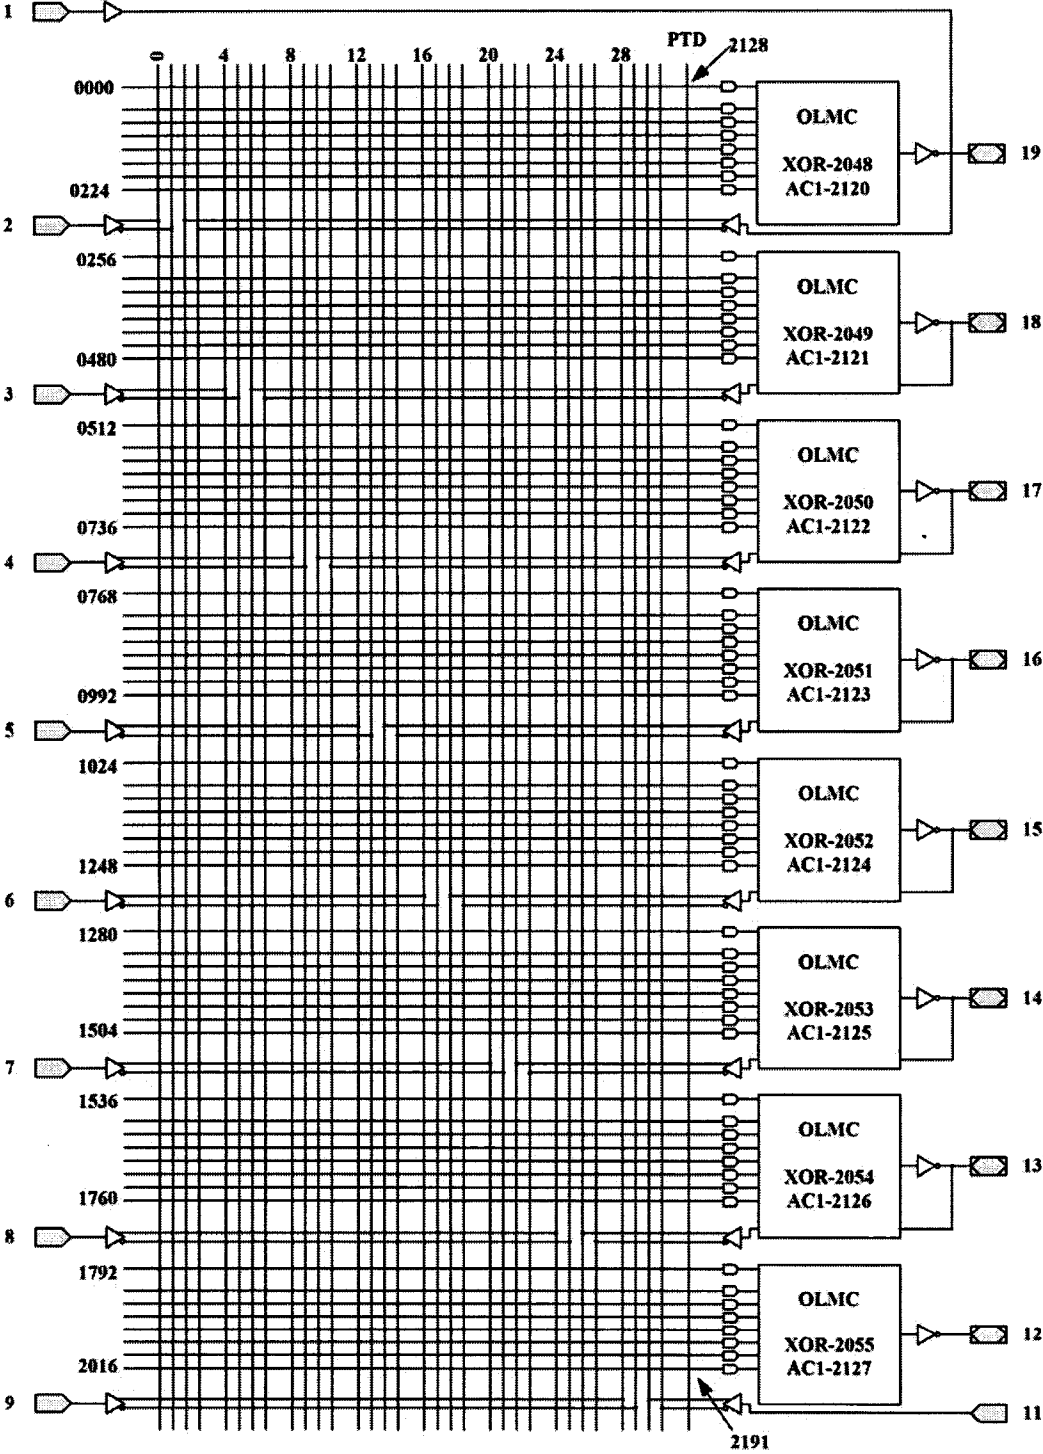 1
PTD
2128
0 4 8 12 16 20 24 28
0000
OLMC
XOR-2048
AC1-2120
19
0224
2
0256
OLMC
XOR-2049
AC1-2121
18
0480
3
0512
OLMC
XOR-2050
AC1-2122
17
0736
4
0768
OLMC
XOR-2051
AC1-2123
16
0992
5
1024
OLMC
XOR-2052
AC1-2124
15
1248
6
1280
OLMC
XOR-2053
AC1-2125
14
1504
7
1536
OLMC
XOR-2054
AC1-2126
13
1760
8
1792
OLMC
XOR-2055
AC1-2127
12
2016
9
11
2191